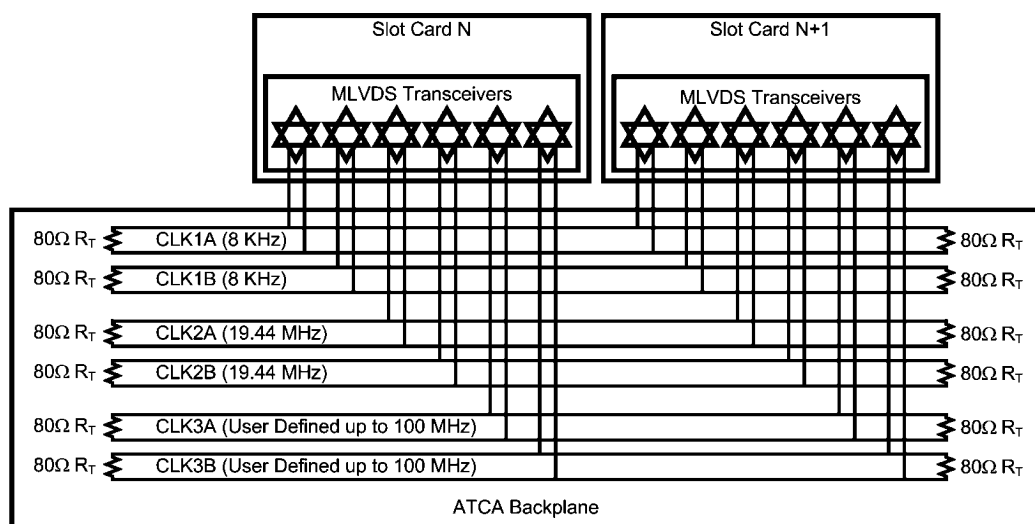 Slot Card N
Slot Card N+1
MLVDS Transceivers
MLVDS Transceivers
80Ω RT
CLK1A (8 KHz)
80Ω RT
80Ω RT
CLK1B (8 KHz)
80Ω RT
80Ω RT
CLK2A (19.44 MHz)
80Ω RT
80Ω RT
CLK2B (19.44 MHz)
80Ω RT
80Ω RT
CLK3A (User Defined up to 100 MHz)
80Ω RT
80Ω RT
CLK3B (User Defined up to 100 MHz)
80Ω RT
ATCA Backplane